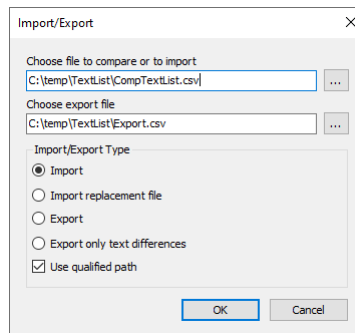 Import/Export
Choose file to compare or to import
C:\temp\TextList\CompTextList.csv
...
Choose export file
C:\temp\TextList\Export.csv
...
Import/Export Type
Import
Import replacement file
Export
Export only text differences
Use qualified path
OK
Cancel